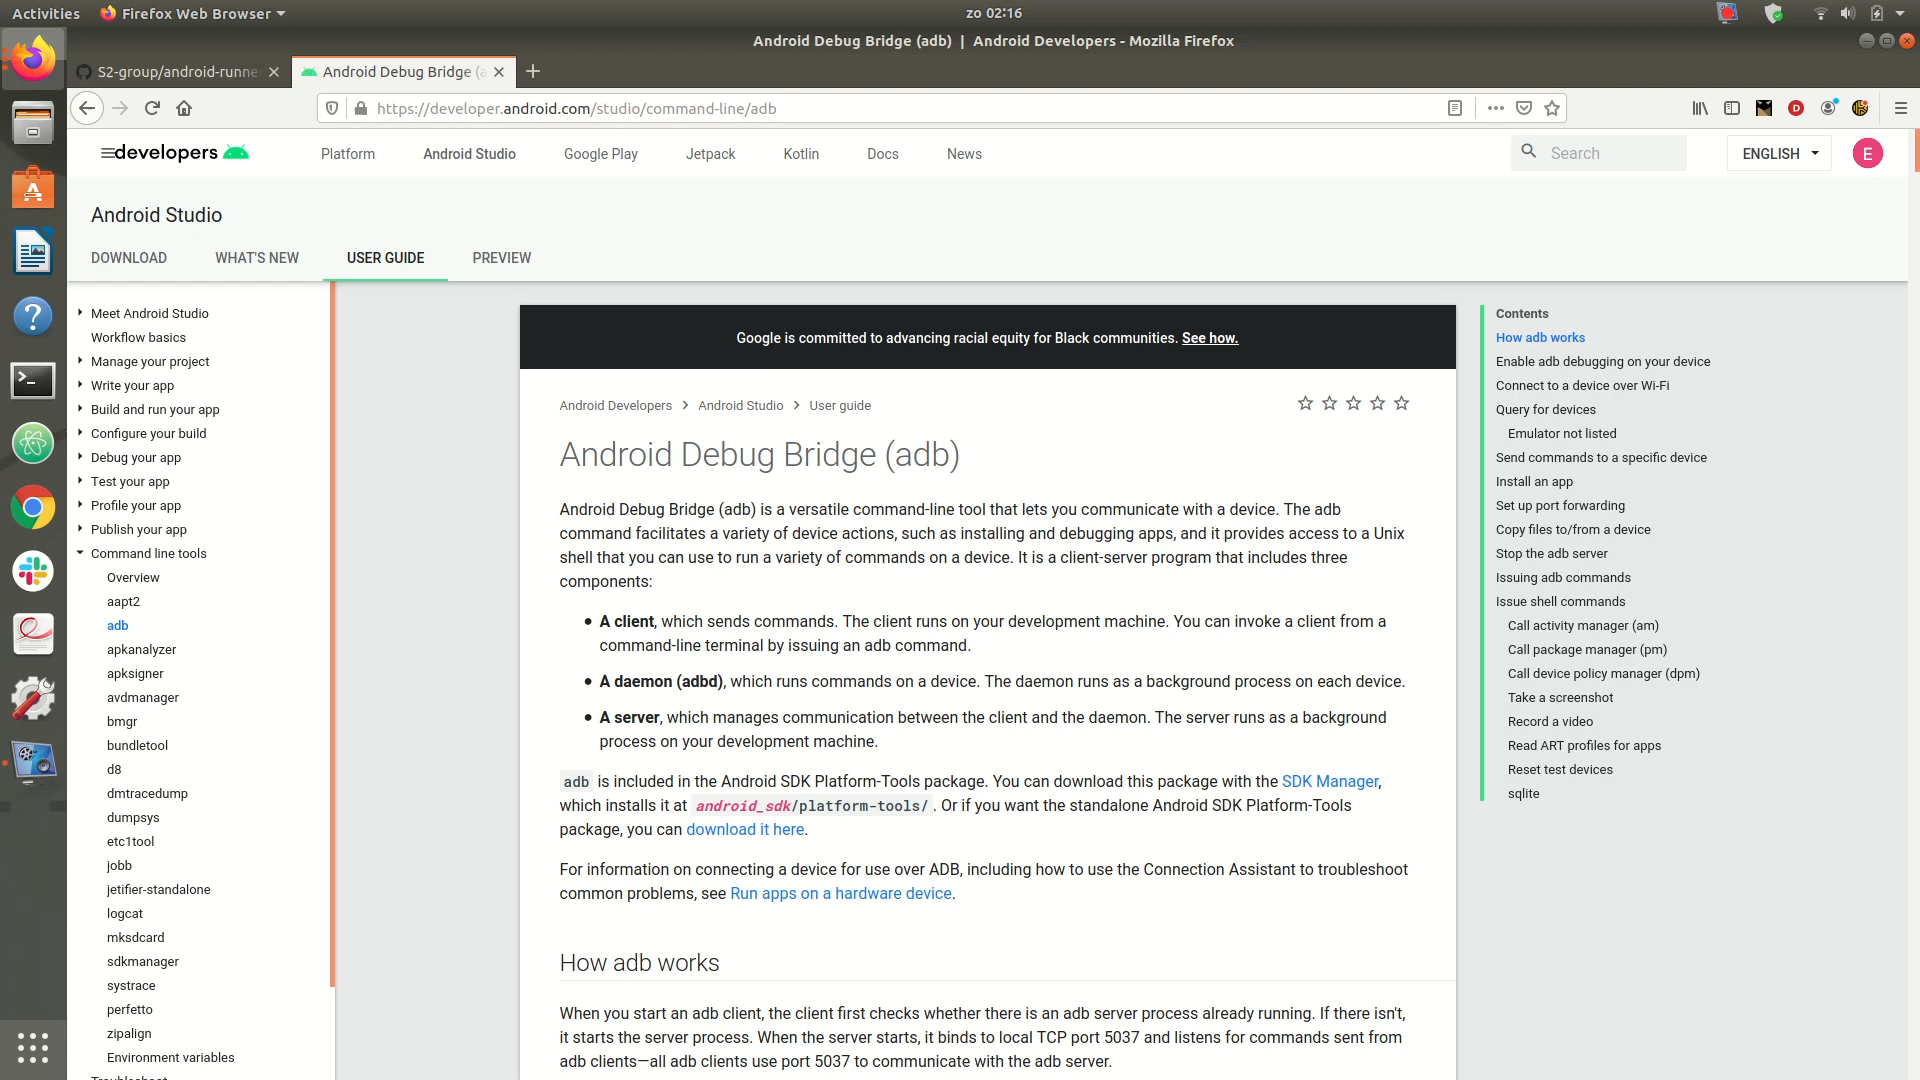 Activities
Firefox Web Browser
zo 02:16
Android Debug Bridge (adb) | Android Developers - Mozilla Firefox
S2-group/android-runne
Android Debug Bridge (a
https://developer.android.com/studio/command-line/adb
developers
Platform
Android Studio
Google Play
Jetpack
Kotlin
Docs
News
Search
ENGLISH
E
Android Studio
DOWNLOAD
WHAT'S NEW
USER GUIDE
PREVIEW
Meet Android Studio
Workflow basics
Manage your project
Write your app
Build and run your app
Configure your build
Debug your app
Test your app
Profile your app
Publish your app
Command line tools
Overview
aapt2
adb
apkanalyzer
apksigner
avdmanager
bmgr
bundletool
d8
dmtracedump
dumpsys
etc1tool
jobb
jetifier-standalone
logcat
mksdcard
sdkmanager
systrace
perfetto
zipalign
Environment variables
Google is committed to advancing racial equity for Black communities. See how.
Android Developers > Android Studio > User guide
Android Debug Bridge (adb)
Android Debug Bridge (adb) is a versatile command-line tool that lets you communicate with a device. The adb
command facilitates a variety of device actions, such as installing and debugging apps, and it provides access to a Unix
shell that you can use to run a variety of commands on a device. It is a client-server program that includes three
components:
• A client, which sends commands. The client runs on your development machine. You can invoke a client from a
command-line terminal by issuing an adb command.
• A daemon (adbd), which runs commands on a device. The daemon runs as a background process on each device.
• A server, which manages communication between the client and the daemon. The server runs as a background
process on your development machine.
adb is included in the Android SDK Platform-Tools package. You can download this package with the SDK Manager,
which installs it at android_sdk/platform-tools/. Or if you want the standalone Android SDK Platform-Tools
package, you can download it here.
For information on connecting a device for use over ADB, including how to use the Connection Assistant to troubleshoot
common problems, see Run apps on a hardware device.
How adb works
When you start an adb client, the client first checks whether there is an adb server process already running. If there isn't,
it starts the server process. When the server starts, it binds to local TCP port 5037 and listens for commands sent from
adb clients—all adb clients use port 5037 to communicate with the adb server.
Contents
How adb works
Enable adb debugging on your device
Connect to a device over Wi-Fi
Query for devices
Emulator not listed
Send commands to a specific device
Install an app
Set up port forwarding
Copy files to/from a device
Stop the adb server
Issuing adb commands
Issue shell commands
Call activity manager (am)
Call package manager (pm)
Call device policy manager (dpm)
Take a screenshot
Record a video
Read ART profiles for apps
Reset test devices
sqlite